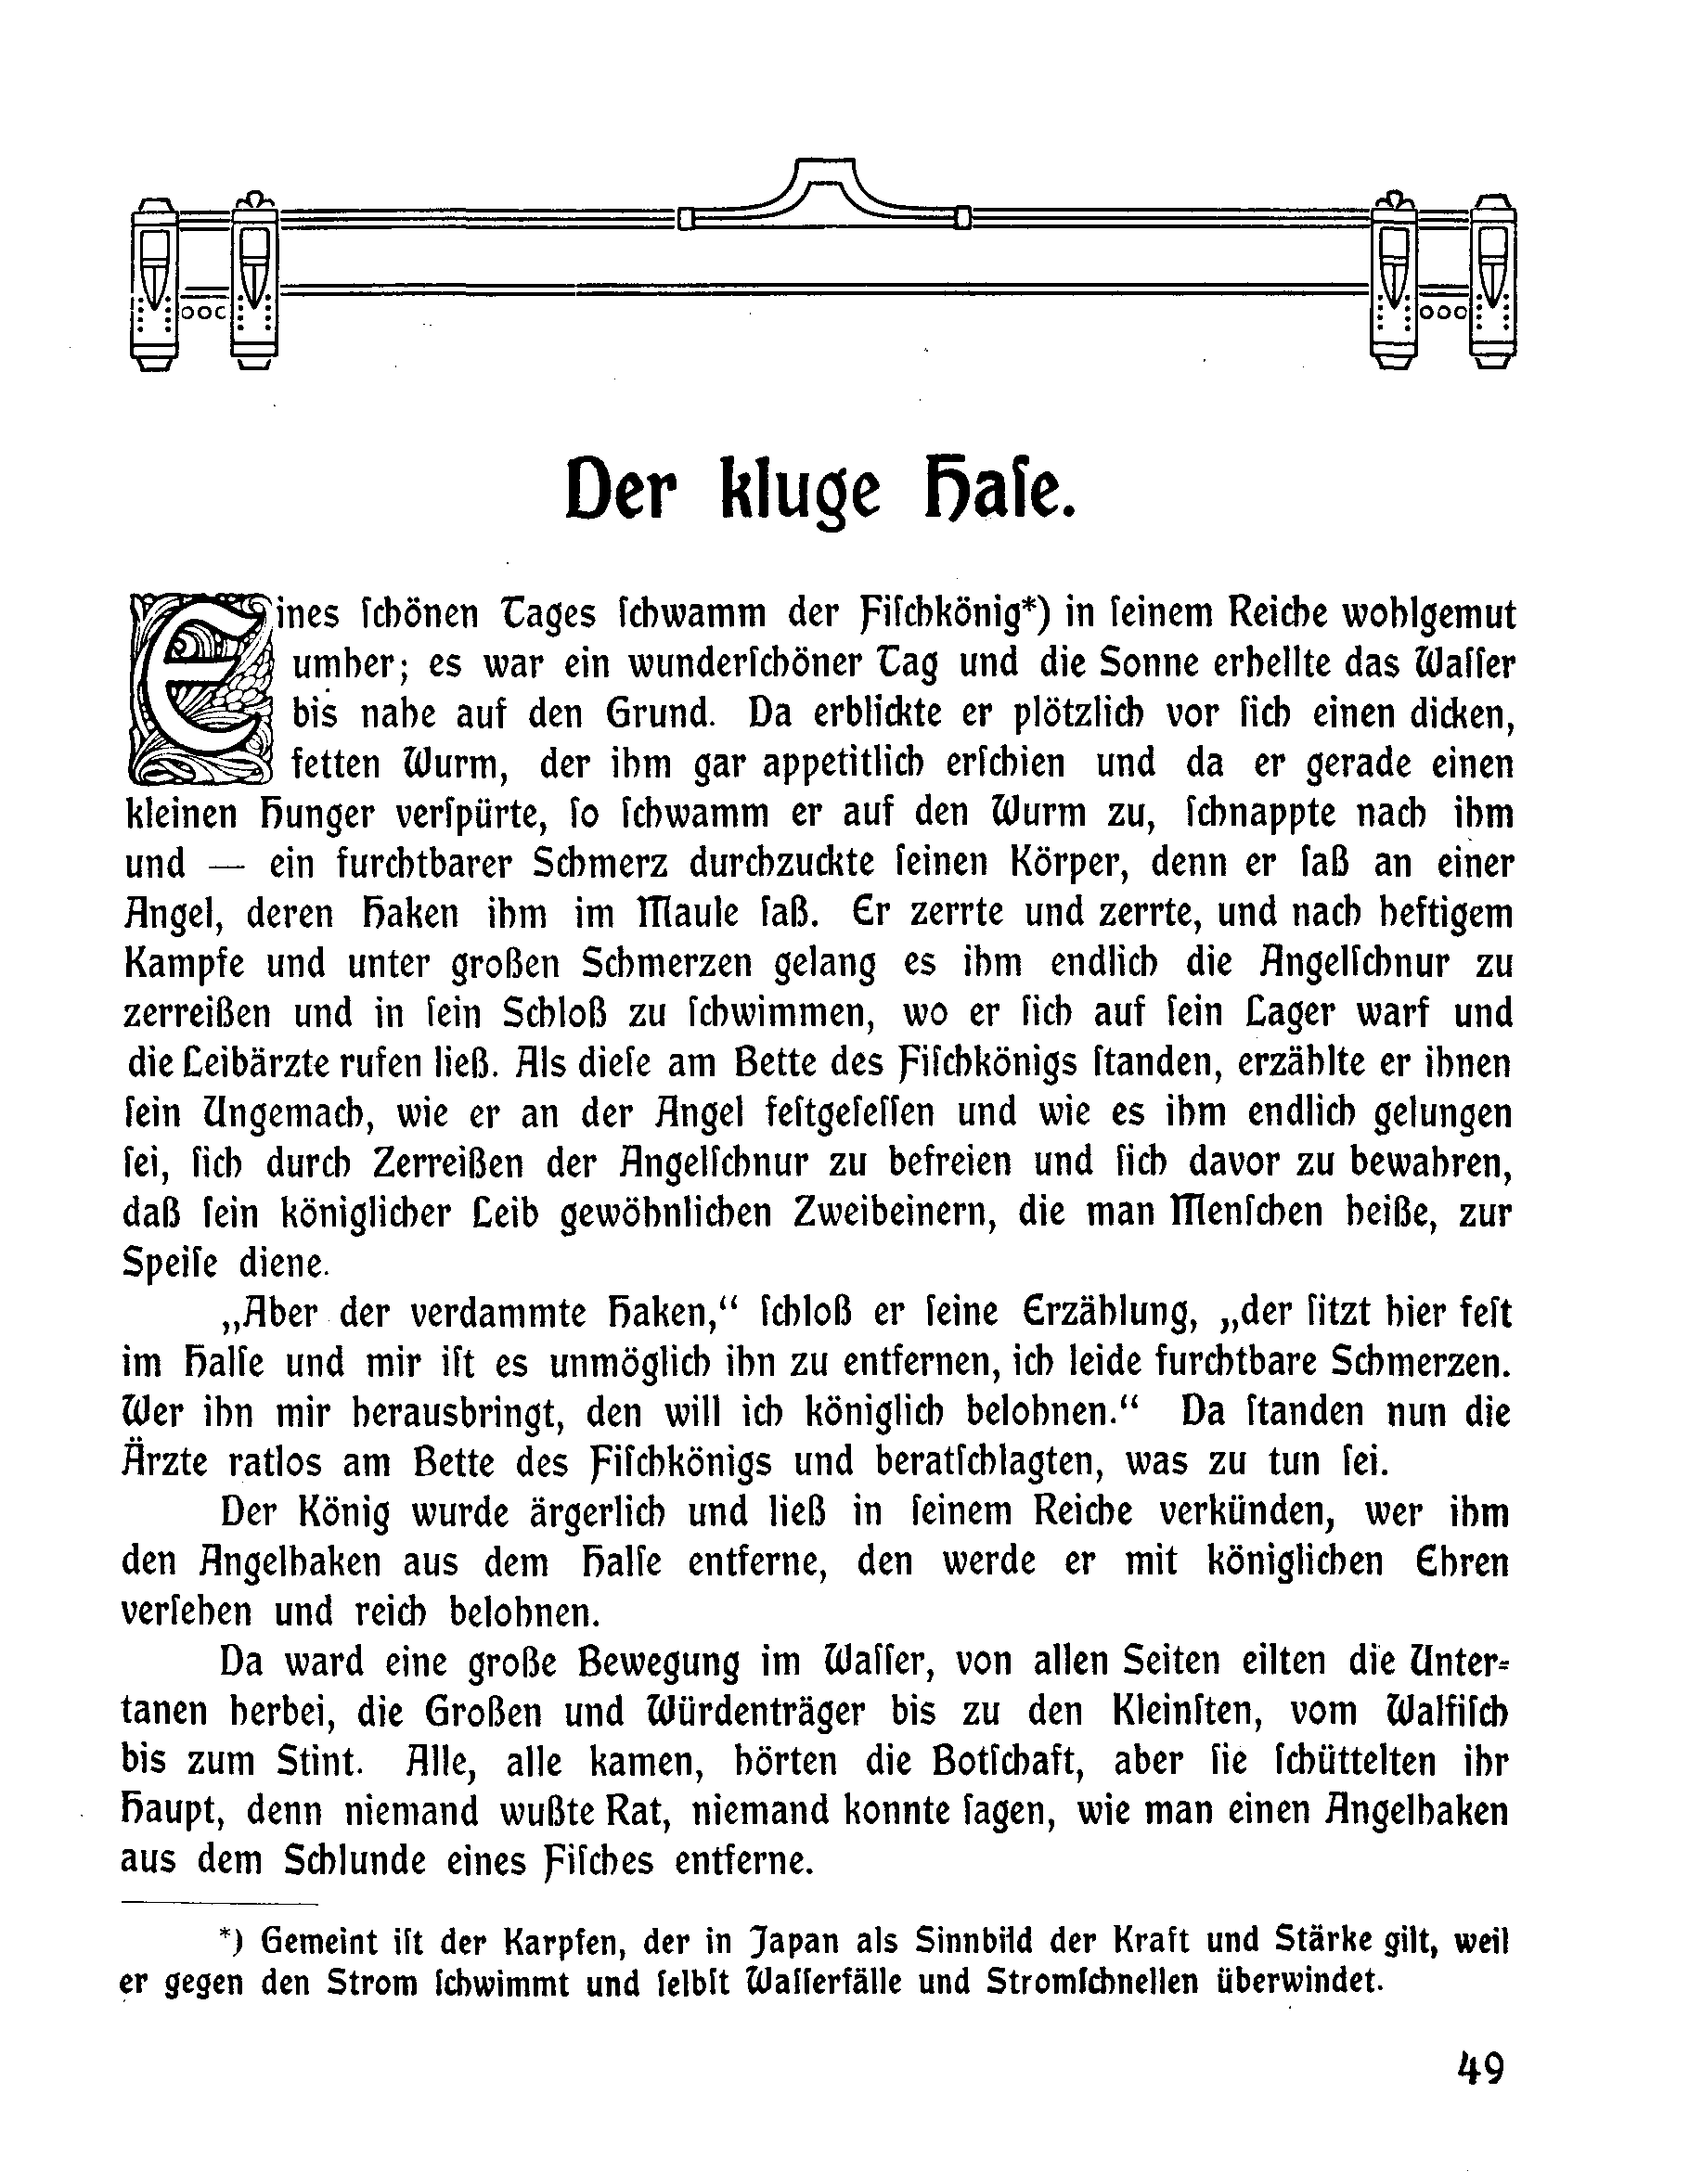 Der kluge Haſe.
Eines ſchönen Tages ſchwamm der Fiſchkönig*) in ſeinem Reiche wohlgemut
umher; es war ein wunderſchöner Tag und die Sonne erhellte das Waſſer
bis nahe auf den Grund. Da erblickte er plötzlich vor ſich einen dicken,
fetten Wurm, der ihm gar appetitlich erſchien und da er gerade einen
kleinen Hunger verſpürte, ſo ſchwamm er auf den Wurm zu, ſchnappte nach ihm
und — ein furchtbarer Schmerz durchzuckte ſeinen Körper, denn er ſaß an einer
Angel, deren Haken ihm im Maule ſaß. Er zerrte und zerrte, und nach heftigem
Kampfe und unter großen Schmerzen gelang es ihm endlich die Angelſchnur zu
zerreißen und in ſein Schloß zu ſchwimmen, wo er ſich auf ſein Lager warf und
die Leibärzte rufen ließ. Als dieſe am Bette des Fiſchkönigs ſtanden, erzählte er ihnen
ſein Ungemach, wie er an der Angel feſtgeſeſſen und wie es ihm endlich gelungen
ſei, ſich durch Zerreißen der Angelſchnur zu befreien und ſich davor zu bewahren,
daß ſein königlicher Leib gewöhnlichen Zweibeinern, die man Menſchen heiße, zur
Speiſe diene.
„Aber der verdammte Haken,“ ſchloß er ſeine Erzählung, „der ſitzt hier feſt
im Halſe und mir iſt es unmöglich ihn zu entfernen, ich leide furchtbare Schmerzen.
Wer ihn mir herausbringt, den will ich königlich belohnen.“ Da ſtanden nun die
Ärzte ratlos am Bette des Fiſchkönigs und beratſchlagten, was zu tun ſei.
Der König wurde ärgerlich und ließ in ſeinem Reiche verkünden, wer ihm
den Angelhaken aus dem Halſe entferne, den werde er mit königlichen Ehren
verſehen und reich belohnen.
Da ward eine große Bewegung im Waſſer, von allen Seiten eilten die Unter-
tanen herbei, die Großen und Würdenträger bis zu den Kleinſten, vom Walfiſch
bis zum Stint. Alle, alle kamen, hörten die Botſchaft, aber ſie ſchüttelten ihr
Haupt, denn niemand wußte Rat, niemand konnte ſagen, wie man einen Angelhaken
aus dem Schlunde eines Fiſches entferne.
*) Gemeint iſt der Karpfen, der in Japan als Sinnbild der Kraft und Stärke gilt, weil
er gegen den Strom ſchwimmt und ſelbſt Waſſerfälle und Stromſchnellen überwindet.
49